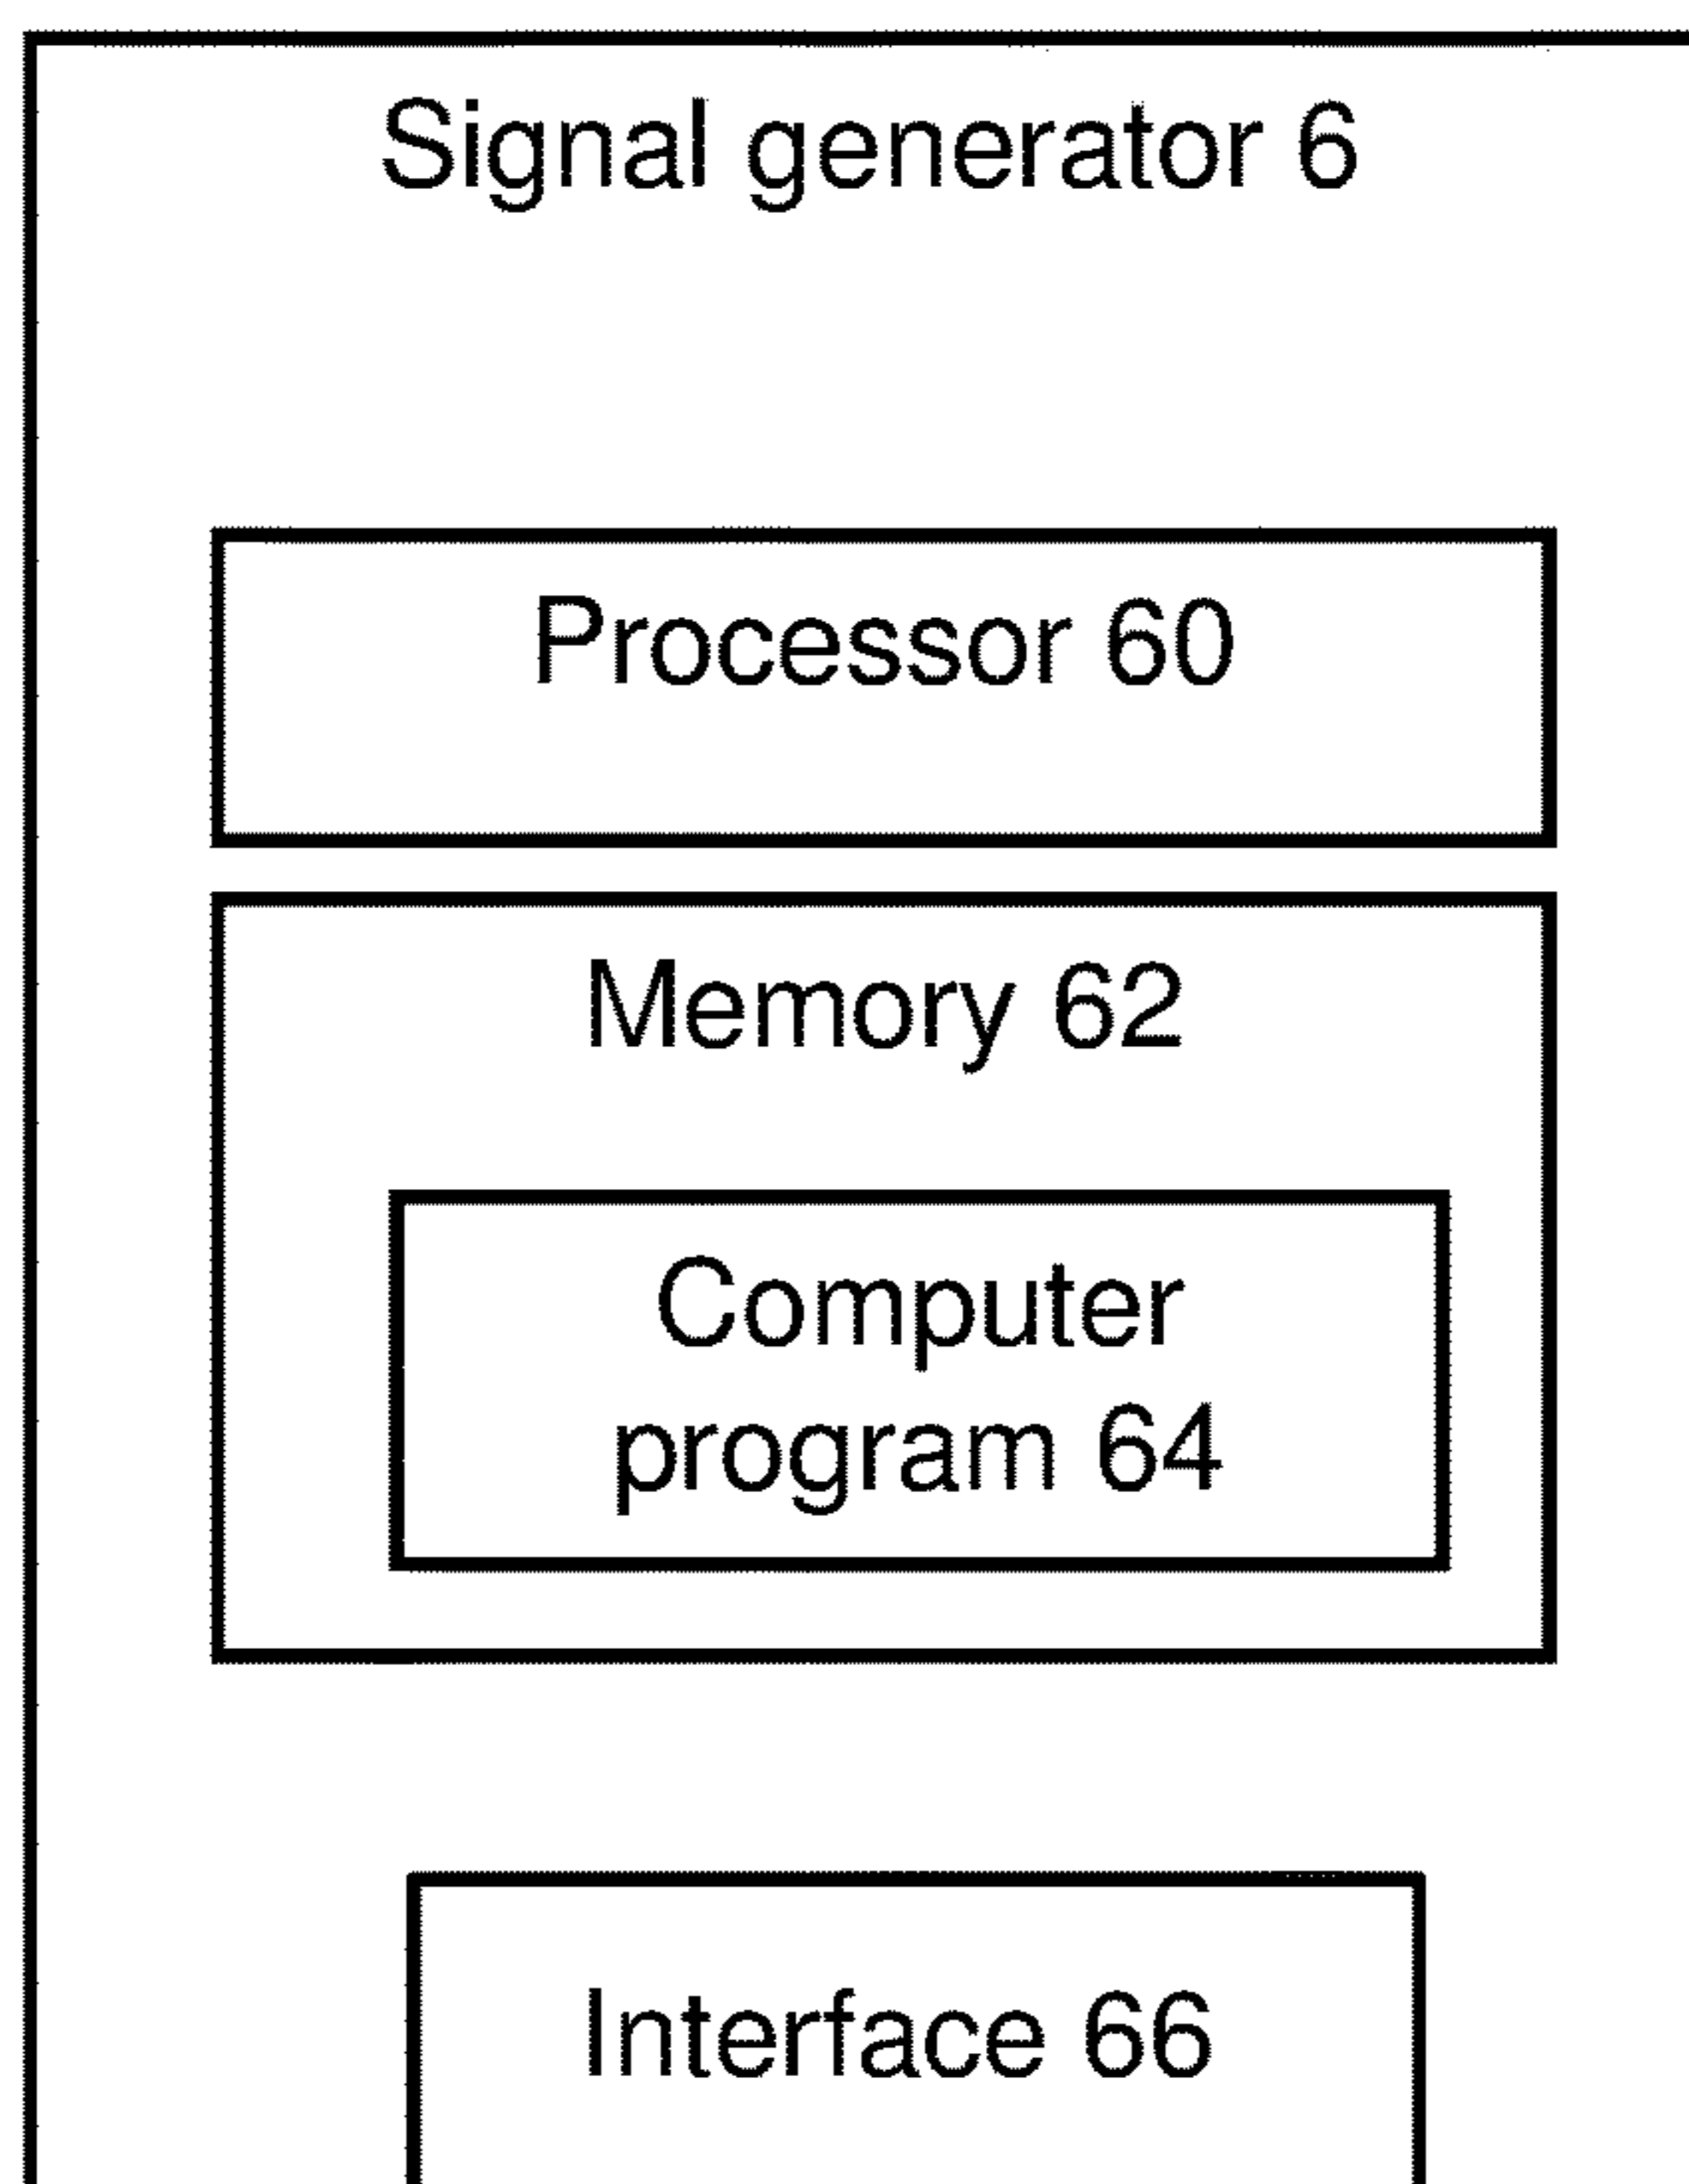 Signal generator 6
Processor 60
Memory 62
Computer
program 64
Interface 66